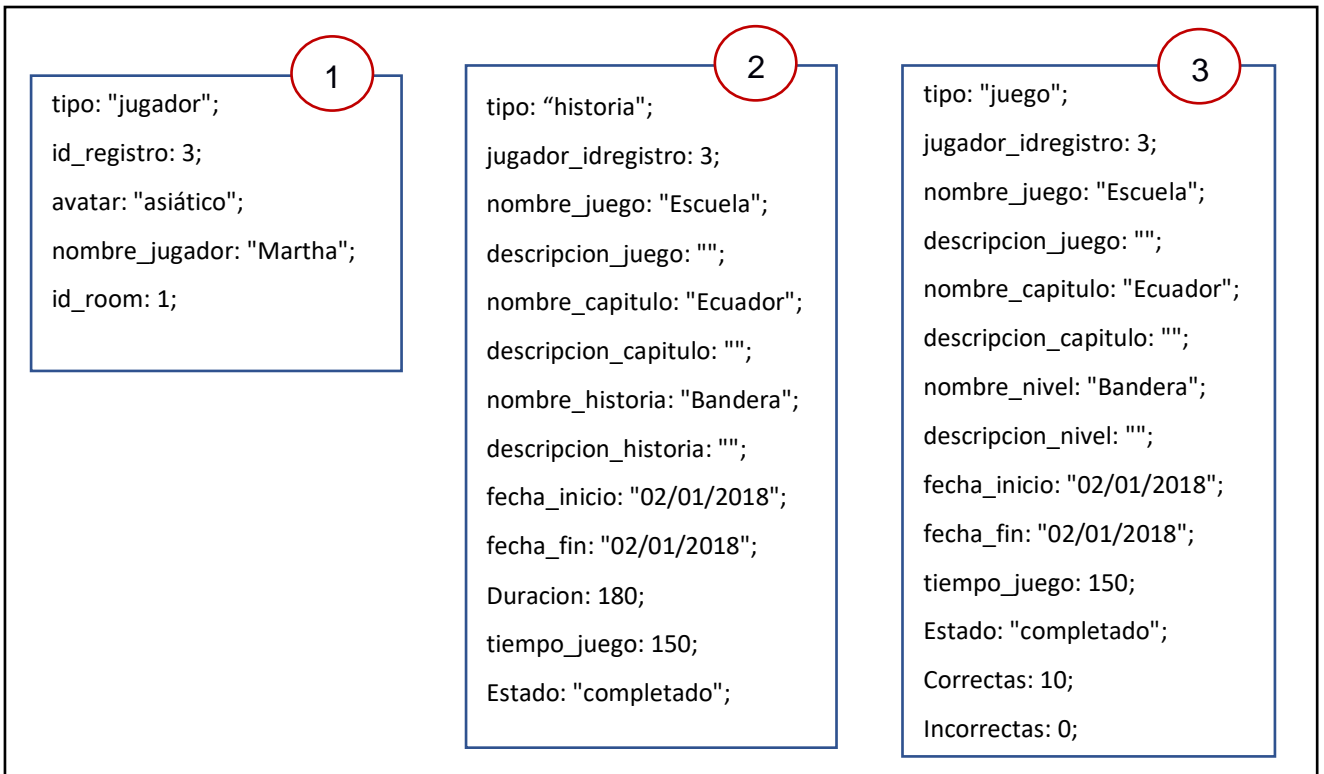 1
tipo: "jugador";
id_registro: 3;
avatar: "asiático";
nombre_jugador: "Martha";
id_room: 1;
2
tipo: “historia";
jugador_idregistro: 3;
nombre_juego: "Escuela";
descripcion_juego: "";
nombre_capitulo: "Ecuador";
descripcion_capitulo: "";
nombre_historia: "Bandera";
descripcion_historia: "";
fecha_inicio: "02/01/2018";
fecha_fin: "02/01/2018";
Duracion: 180;
tiempo_juego: 150;
Estado: "completado";
3
tipo: "juego";
jugador_idregistro: 3;
nombre_juego: "Escuela";
descripcion_juego: "";
nombre_capitulo: "Ecuador";
descripcion_capitulo: "";
nombre_nivel: "Bandera";
descripcion_nivel: "";
fecha_inicio: "02/01/2018";
fecha_fin: "02/01/2018";
tiempo_juego: 150;
Estado: "completado";
Correctas: 10;
Incorrectas: 0;